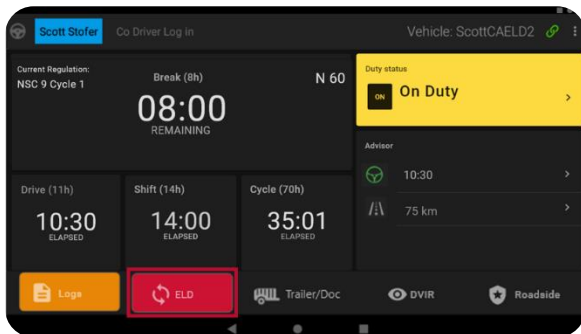 Scott Stofer
Co Driver Log in
Vehicle: ScottCAELD2
Current Regulation:
NSC 9 Cycle 1
Break (8h)
N 60
08:00
REMAINING
Duty status
ON
On Duty
Advisor
10:30
75 km
Drive (11h)
10:30
ELAPSED
Shift (14h)
14:00
ELAPSED
Cycle (70h)
35:01
ELAPSED
Logs
ELD
Trailer/Doc
DVIR
Roadside